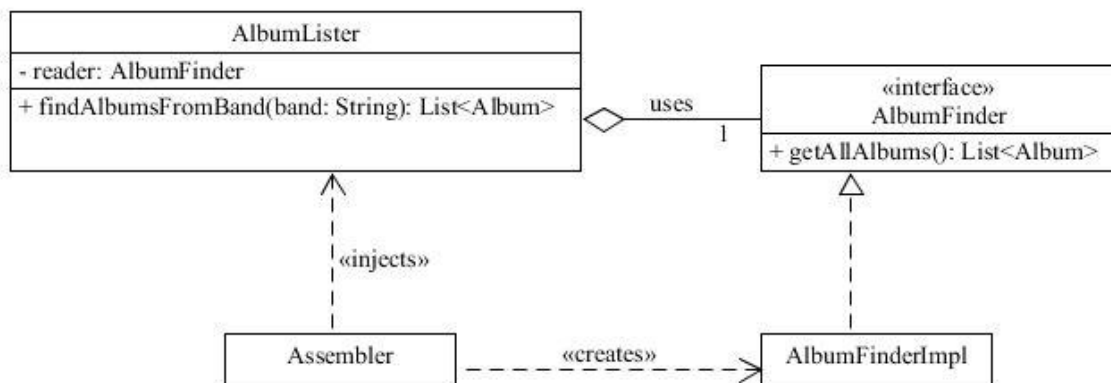 AlbumLister
- reader: AlbumFinder
+ findAlbumsFromBand(band: String): List<Album>
uses
1
«interface»
AlbumFinder
+ getAllAlbums(): List<Album>
«injects»
Assembler
«creates»
AlbumFinderImpl